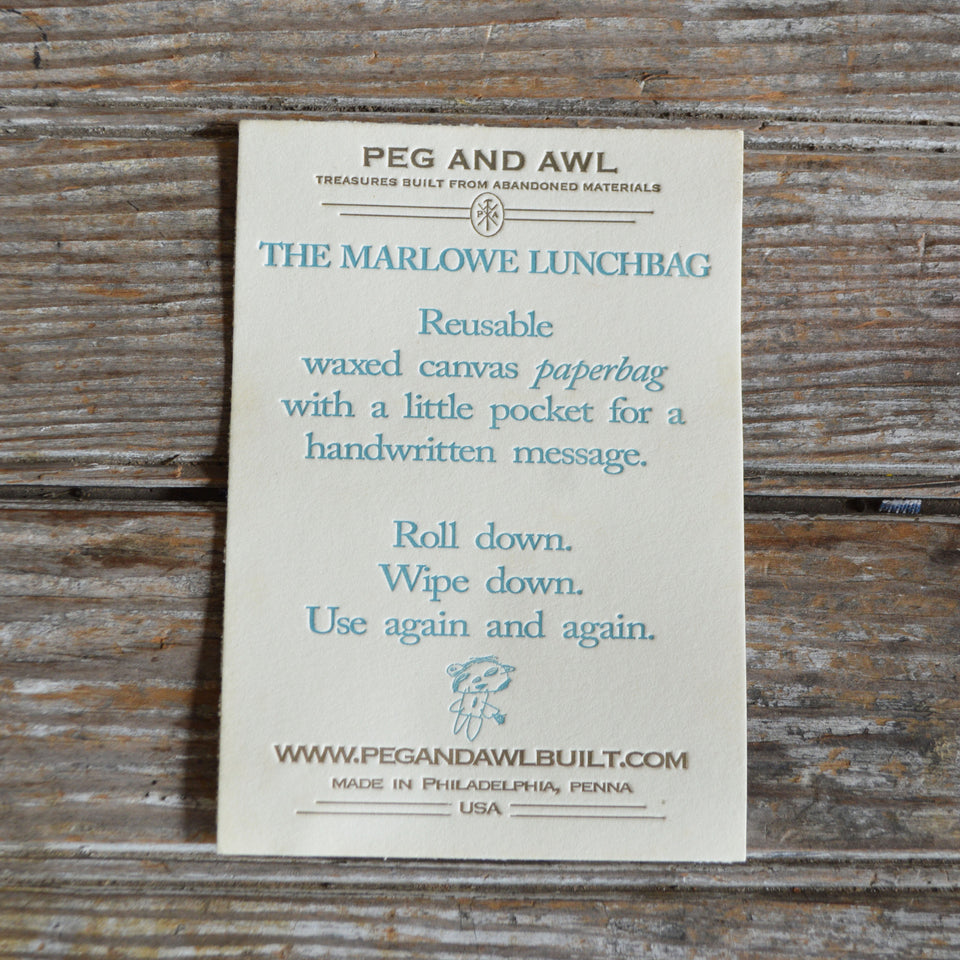 PEG AND AWL
TREASURES BUILT FROM ABANDONED MATERIALS
P A
THE MARLOWE LUNCHBAG
Reusable
waxed canvas paperbag
with a little pocket for a
handwritten message.
Roll down.
Wipe down.
Use again and again.
WWW.PEGANDAWLBUILT.COM
MADE IN PHILADELPHIA, PENNA
USA